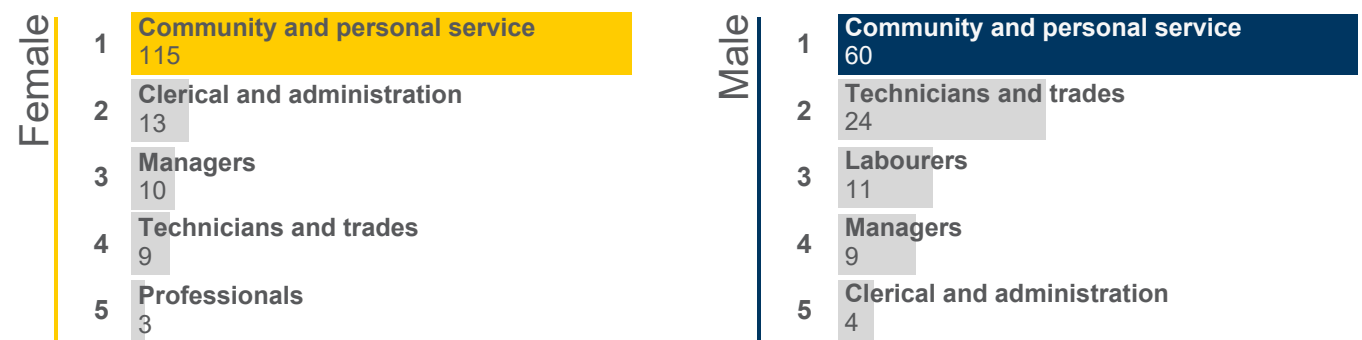 Female
1
Community and personal service
115
2
Clerical and administration
13
3
Managers
10
4
Technicians and trades
9
5
Professionals
3
Male
1
Community and personal service
60
2
Technicians and trades
24
3
Labourers
11
4
Managers
9
5
Clerical and administration
4